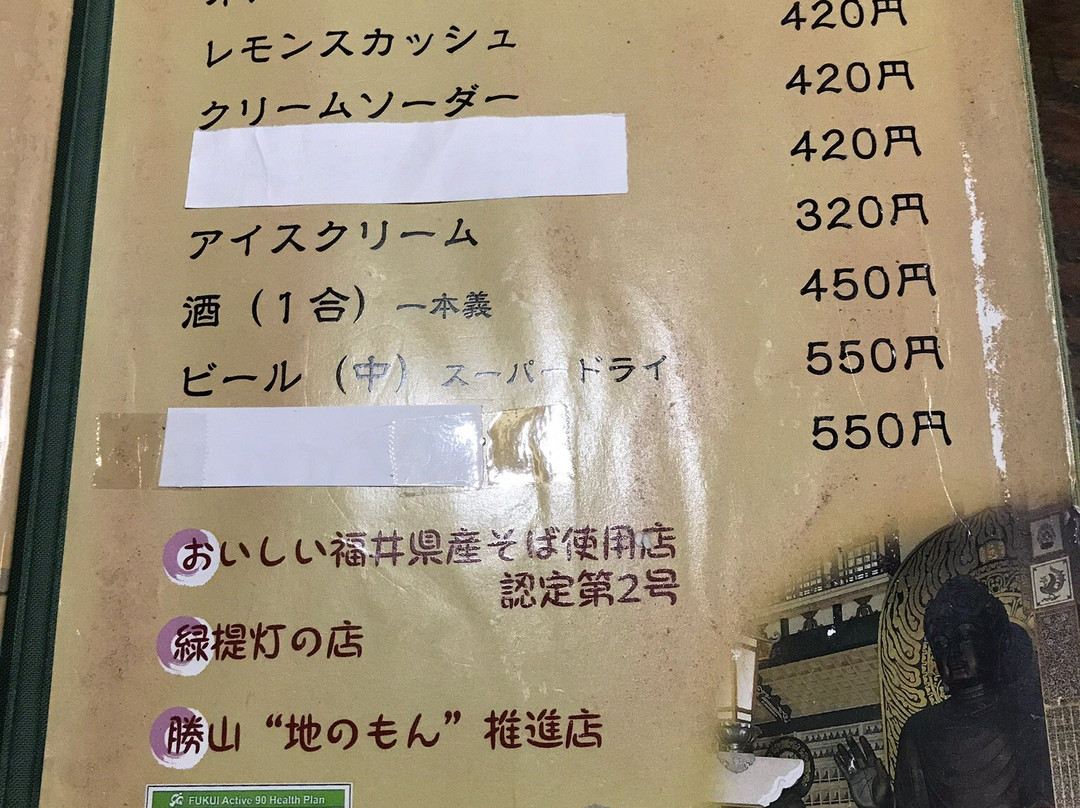 レモンスカッシュ 420円
クリームソーダー 420円
420円
アイスクリーム 320円
酒（1合）一本義 450円
ビール（中）スーパードライ 550円
550円
おいしい福井県産そば使用店
認定第2号
緑提灯の店
勝山“地のもん”推進店
FUKUI Active 90 Health Plan